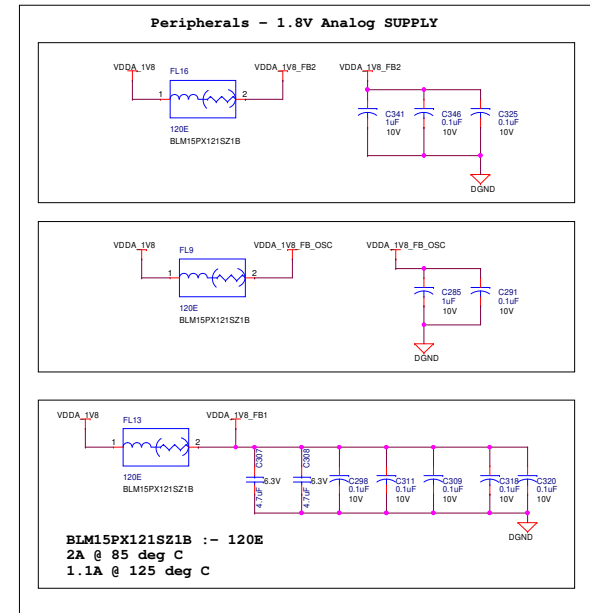 Peripherals - 1.8V Analog SUPPLY
VDDA_1V8
FL16
VDDA_1V8_FB2
VDDA_1V8_FB2
1
2
120E
BLM15PX121SZ1B
C341
1uF
10V
C346
0.1uF
10V
C325
0.1uF
10V
DGND
VDDA_1V8
FL9
VDDA_1V8_FB_OSC
VDDA_1V8_FB_OSC
1
2
120E
BLM15PX121SZ1B
C285
1uF
10V
C291
0.1uF
10V
DGND
VDDA_1V8
FL13
VDDA_1V8_FB1
1
2
120E
BLM15PX121SZ1B
C307
6.3V
4.7uF
C308
6.3V
4.7uF
C298
0.1uF
10V
C311
0.1uF
10V
C309
0.1uF
10V
C318
0.1uF
10V
C320
0.1uF
10V
DGND
BLM15PX121SZ1B :- 120E
2A @ 85 deg C
1.1A @ 125 deg C